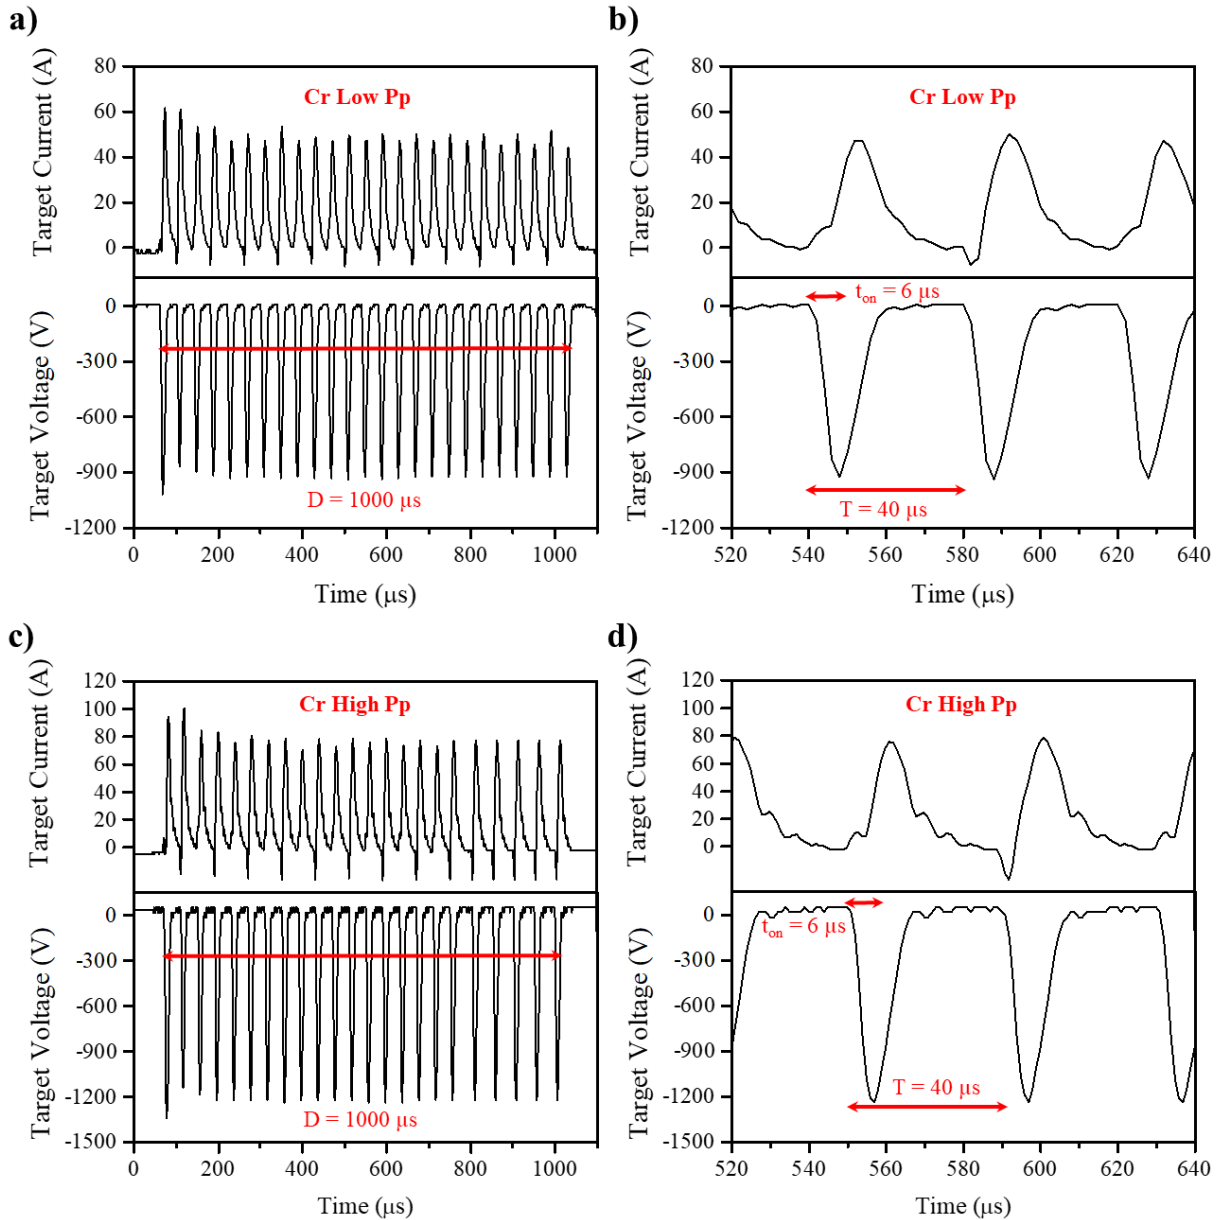 a)
Target Current (A)
80
60
40
20
0
Cr Low Pp
Target Voltage (V)
0
-300
-600
-900
-1200
D = 1000 µs
0 200 400 600 800 1000
Time (µs)
b)
Target Current (A)
80
60
40
20
0
Cr Low Pp
Target Voltage (V)
0
-300
-600
-900
-1200
ton = 6 µs
T = 40 µs
520 540 560 580 600 620 640
Time (µs)
c)
Target Current (A)
120
100
80
60
40
20
0
Cr High Pp
Target Voltage (V)
0
-300
-600
-900
-1200
-1500
D = 1000 µs
0 200 400 600 800 1000
Time (µs)
d)
Target Current (A)
120
100
80
60
40
20
0
Cr High Pp
Target Voltage (V)
0
-300
-600
-900
-1200
-1500
ton = 6 µs
T = 40 µs
520 540 560 580 600 620 640
Time (µs)